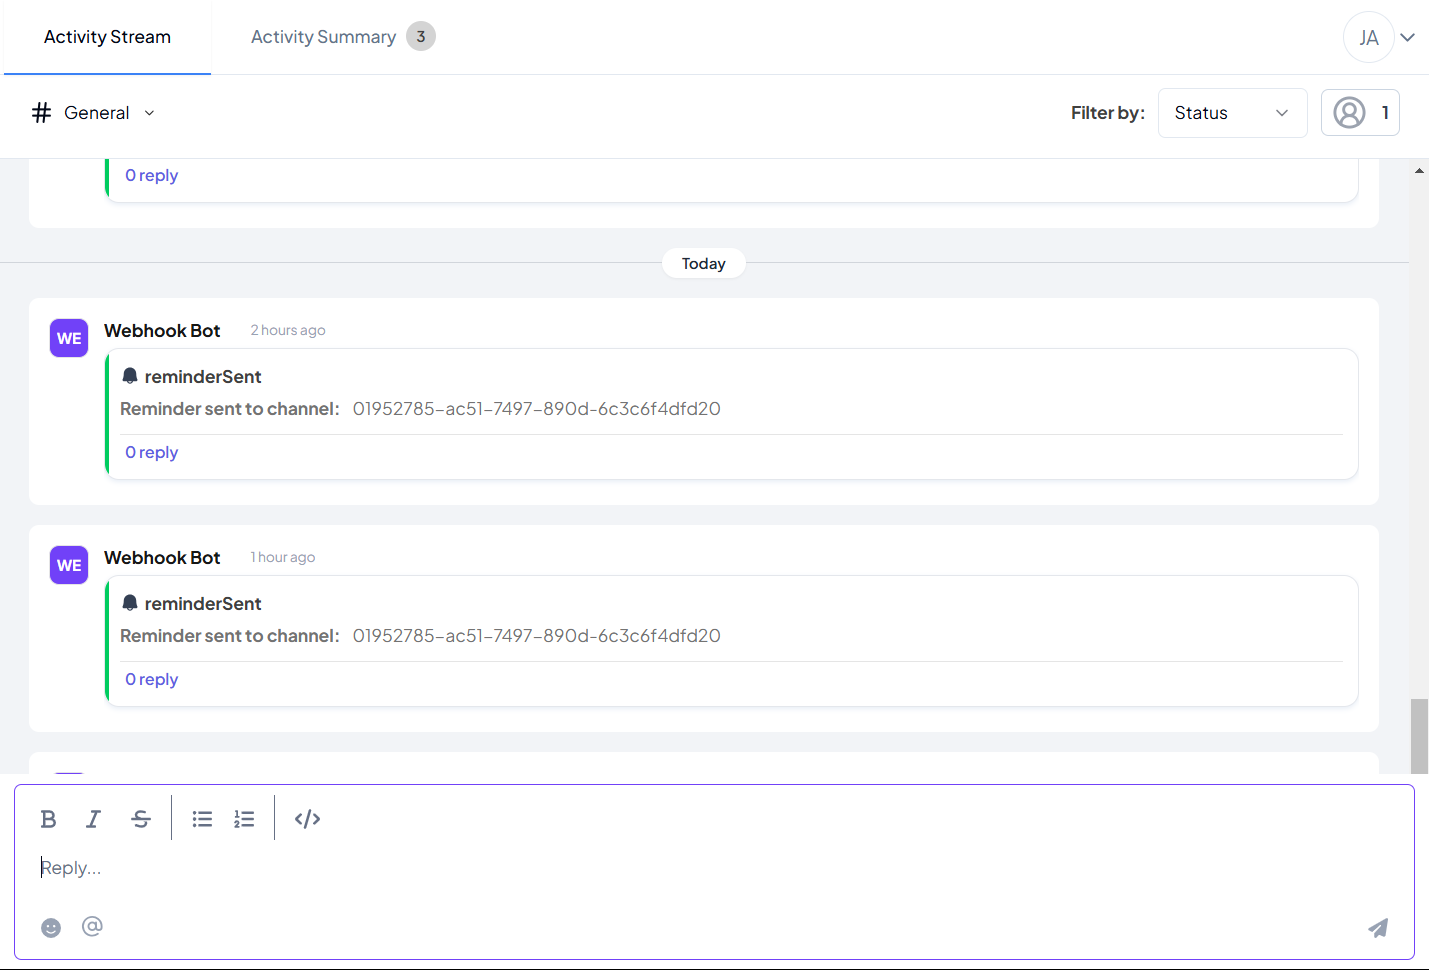 Activity Stream
Activity Summary 3
JA
# General
Filter by: Status 1
0 reply
Today
WE Webhook Bot 2 hours ago
reminderSent
Reminder sent to channel: 01952785-ac51-7497-890d-6c3c6f4dfd20
0 reply
WE Webhook Bot 1 hour ago
reminderSent
Reminder sent to channel: 01952785-ac51-7497-890d-6c3c6f4dfd20
0 reply
Reply...